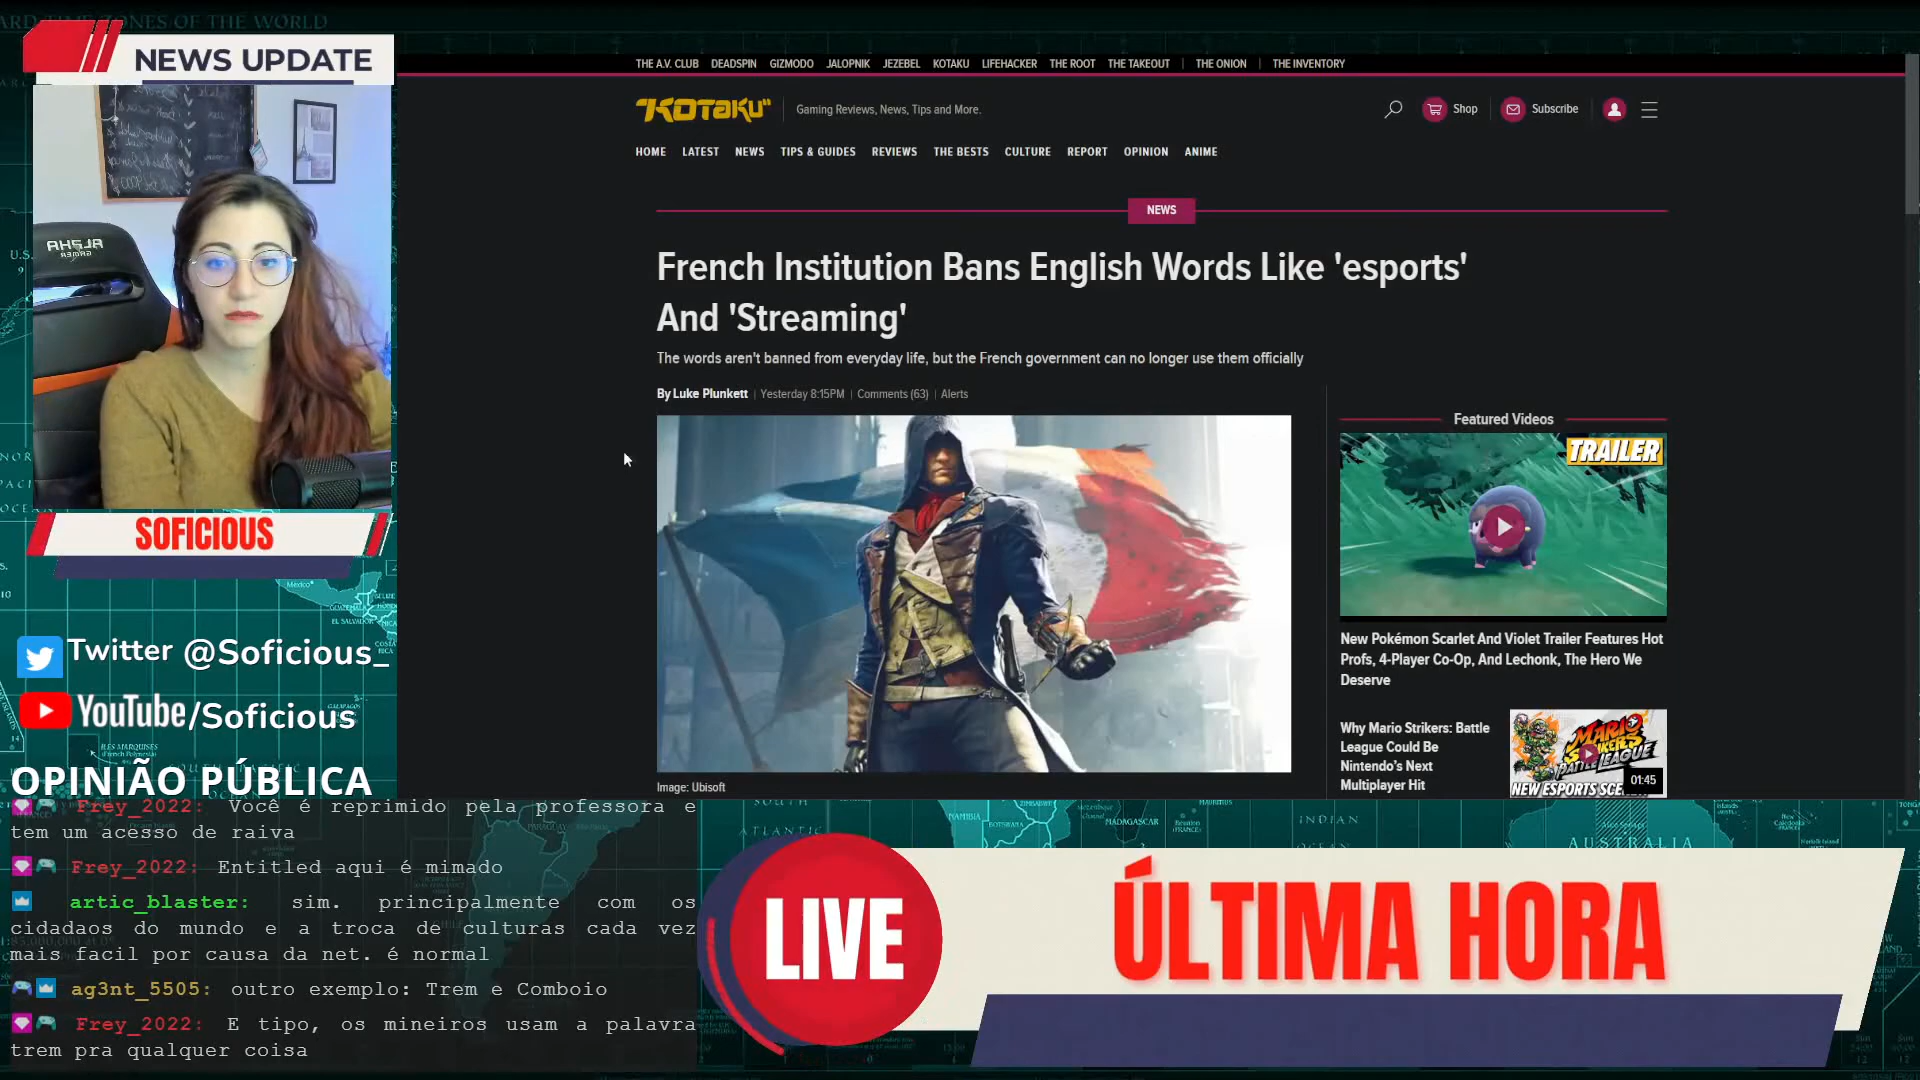 NEWS UPDATE
THE A.V. CLUB DEADSPIN GIZMODO JALOPNIK JEZEBEL KOTAKU LIFEHACKER THE ROOT THE TAKEOUT THE ONION THE INVENTORY
KOTAKU
Gaming Reviews, News, Tips and More.
Shop
Subscribe
HOME LATEST NEWS TIPS & GUIDES REVIEWS THE BESTS CULTURE REPORT OPINION ANIME
NEWS
French Institution Bans English Words Like 'esports'
And 'Streaming'
The words aren't banned from everyday life, but the French government can no longer use them officially
By Luke Plunkett | Yesterday 8:15PM | Comments (63) | Alerts
Image: Ubisoft
Featured Videos
TRAILER
New Pokémon Scarlet And Violet Trailer Features Hot
Profs, 4-Player Co-Op, And Lechonk, The Hero We
Deserve
Why Mario Strikers: Battle
League Could Be
Nintendo's Next
Multiplayer Hit
MARIO
STRIKERS
BATTLE LEAGUE
01:45
SOFICIOUS
Twitter @Soficious_
YouTube/Soficious
OPINIÃO PÚBLICA
Frey_2022: Você é reprimido pela professora e
tem um acesso de raiva
Frey_2022: Entitled aqui é mimado
artic_blaster: sim. principalmente com os
cidadaos do mundo e a troca de culturas cada vez
mais facil por causa da net. é normal
ag3nt_5505: outro exemplo: Trem e Comboio
Frey_2022: E tipo, os mineiros usam a palavra
trem pra qualquer coisa
LIVE
ÚLTIMA HORA